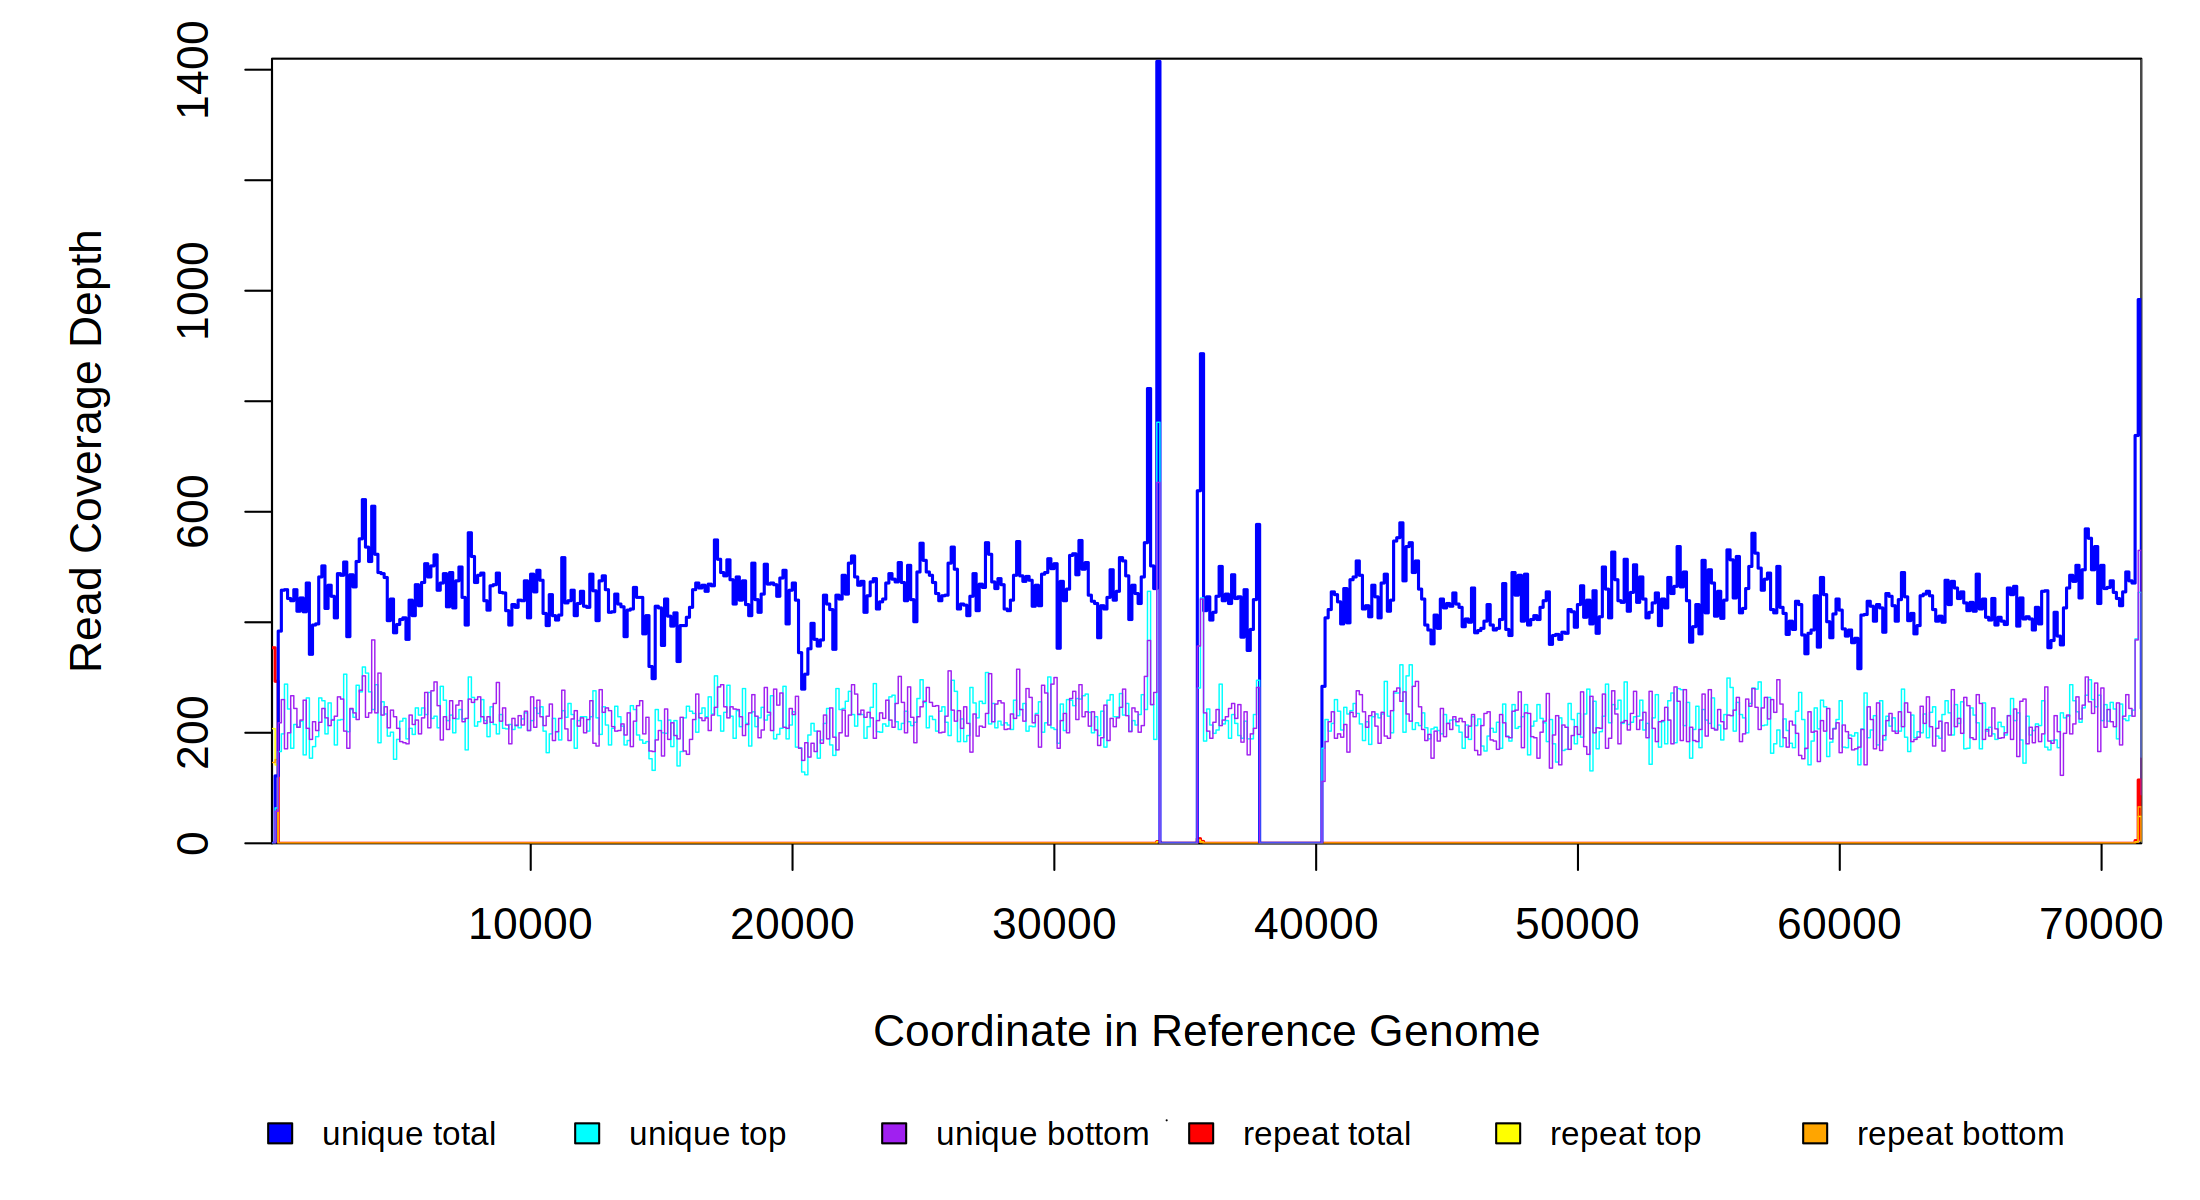 1400
1000
600
200
0
Read Coverage Depth
10000 20000 30000 40000 50000 60000 70000
Coordinate in Reference Genome
unique total unique top unique bottom repeat total repeat top repeat bottom